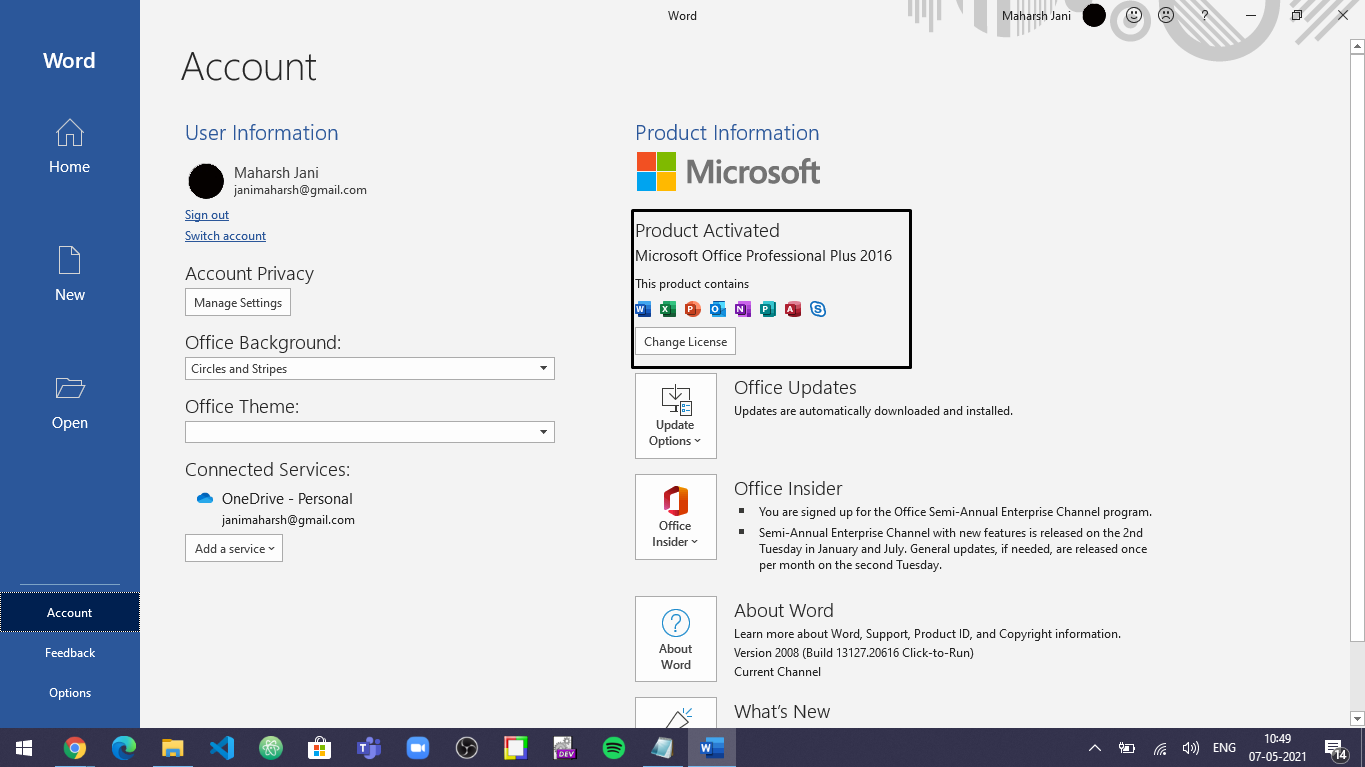 Word
Maharsh Jani
?
Word
Home
New
Open
Account
Feedback
Options
Account
User Information
Maharsh Jani
janimaharsh@gmail.com
Sign out
Switch account
Account Privacy
Manage Settings
Office Background:
Circles and Stripes
Office Theme:
Connected Services:
OneDrive - Personal
janimaharsh@gmail.com
Add a service
Product Information
Microsoft
Product Activated
Microsoft Office Professional Plus 2016
This product contains
W X P O N P A S
Change License
Update
Options
Office Updates
Updates are automatically downloaded and installed.
Office
Insider
Office Insider
You are signed up for the Office Semi-Annual Enterprise Channel program.
Semi-Annual Enterprise Channel with new features is released on the 2nd
Tuesday in January and July. General updates, if needed, are released once
per month on the second Tuesday.
?
About
Word
About Word
Learn more about Word, Support, Product ID, and Copyright information.
Version 2008 (Build 13127.20616 Click-to-Run)
Current Channel
What's New
DEV
W
ENG
10:49
07-05-2021
14